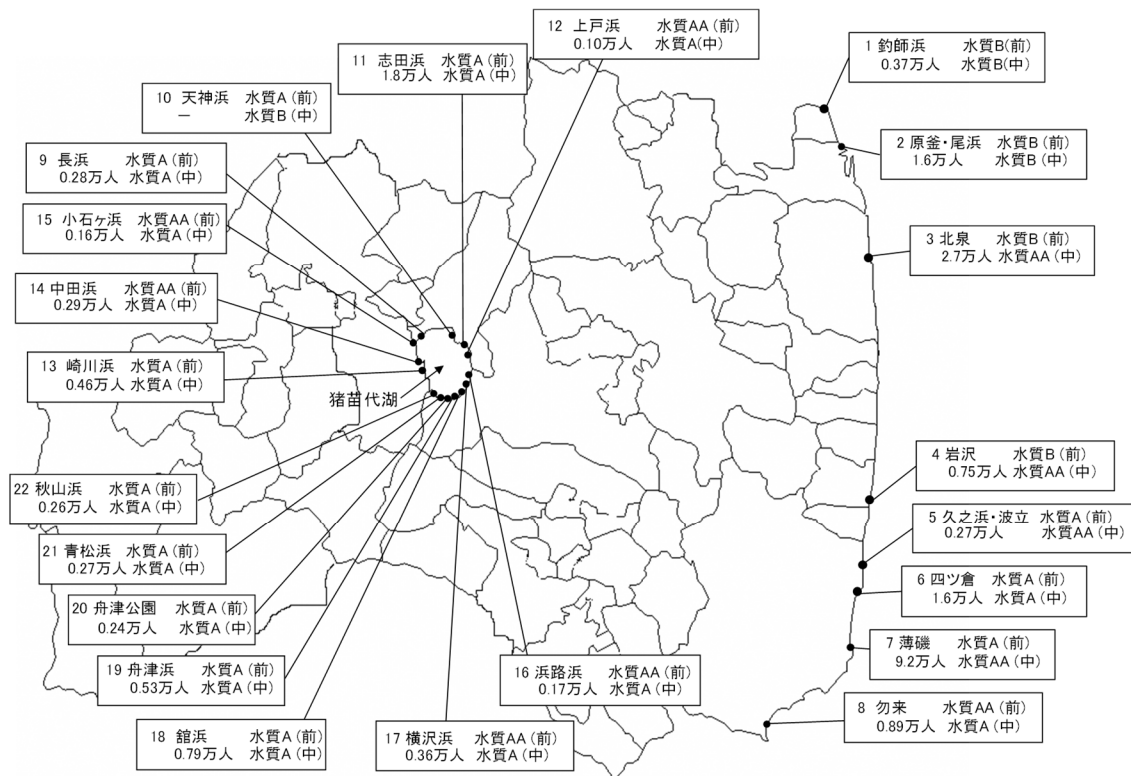 1 釣師浜 水質B(前)
0.37万人 水質B(中)
2 原釜・尾浜 水質B(前)
1.6万人 水質B(中)
3 北泉 水質B(前)
2.7万人 水質AA(中)
4 岩沢 水質B(前)
0.75万人 水質AA(中)
5 久之浜・波立 水質A(前)
0.27万人 水質AA(中)
6 四ツ倉 水質A(前)
1.6万人 水質A(中)
7 薄磯 水質A(前)
9.2万人 水質AA(中)
8 勿来 水質AA(前)
0.89万人 水質A(中)
9 長浜 水質A(前)
0.28万人 水質A(中)
10 天神浜 水質A(前)
― 水質B(中)
11 志田浜 水質A(前)
1.8万人 水質A(中)
12 上戸浜 水質AA(前)
0.10万人 水質A(中)
13 崎川浜 水質A(前)
0.46万人 水質A(中)
14 中田浜 水質AA(前)
0.29万人 水質A(中)
15 小石ヶ浜 水質AA(前)
0.16万人 水質A(中)
16 浜路浜 水質AA(前)
0.17万人 水質A(中)
17 横沢浜 水質AA(前)
0.36万人 水質A(中)
18 舘浜 水質A(前)
0.79万人 水質A(中)
19 舟津浜 水質A(前)
0.53万人 水質A(中)
20 舟津公園 水質A(前)
0.24万人 水質A(中)
21 青松浜 水質A(前)
0.27万人 水質A(中)
22 秋山浜 水質A(前)
0.26万人 水質A(中)
猪苗代湖